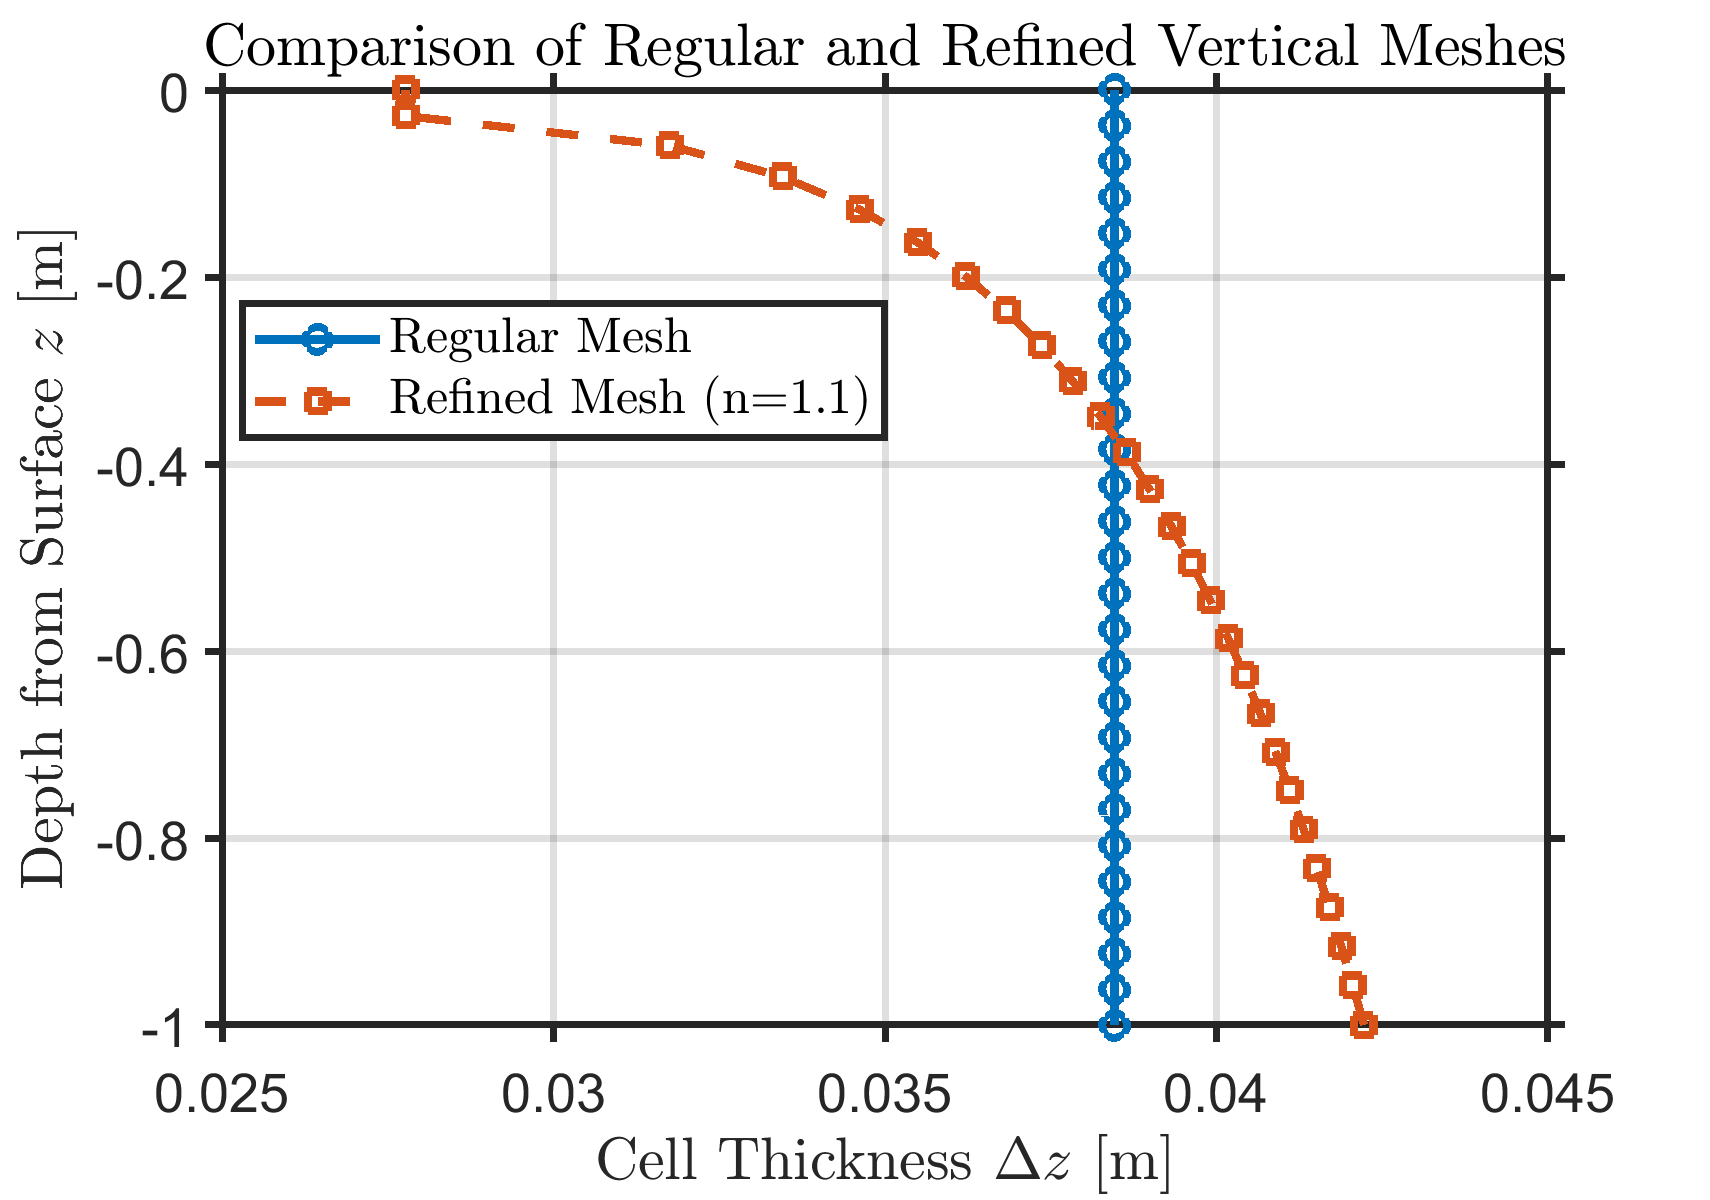 Comparison of Regular and Refined Vertical Meshes
0
-0.2
-0.4
-0.6
-0.8
-1
Depth from Surface z [m]
Regular Mesh
Refined Mesh (n=1.1)
0.025
0.03
0.035
0.04
0.045
Cell Thickness Δz [m]